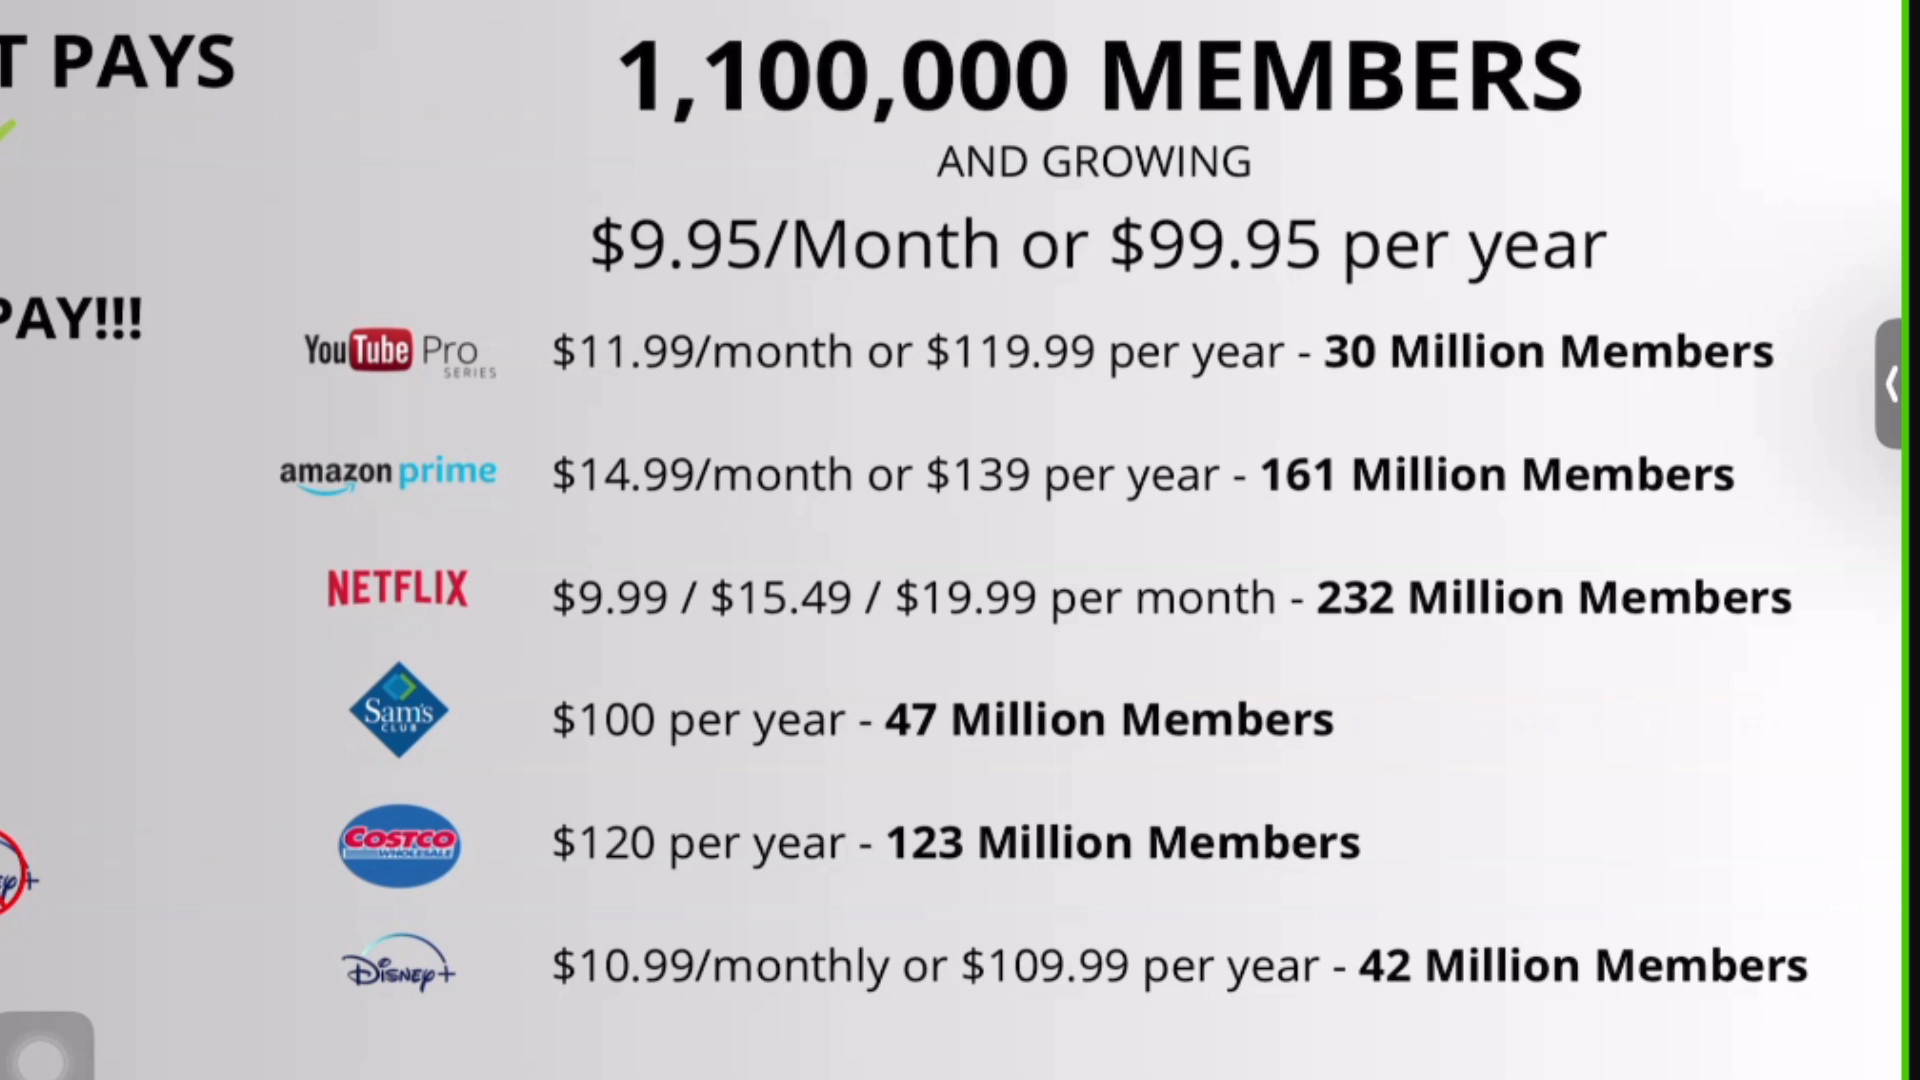 T PAYS
1,100,000 MEMBERS
AND GROWING
$9.95/Month or $99.95 per year
PAY!!!
YouTube Pro SERIES
$11.99/month or $119.99 per year - 30 Million Members
amazon prime
$14.99/month or $139 per year - 161 Million Members
NETFLIX
$9.99 / $15.49 / $19.99 per month - 232 Million Members
Sam's CLUB
$100 per year - 47 Million Members
COSTCO WHOLESALE
$120 per year - 123 Million Members
ey+
Disney+
$10.99/monthly or $109.99 per year - 42 Million Members